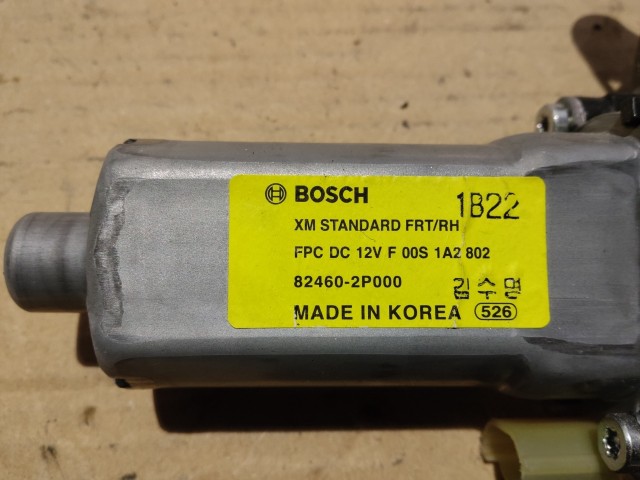 BOSCH 1B22
XM STANDARD FRT/RH
FPC DC 12V F 00S 1A2 802
82460-2P000 김수명
MADE IN KOREA 526